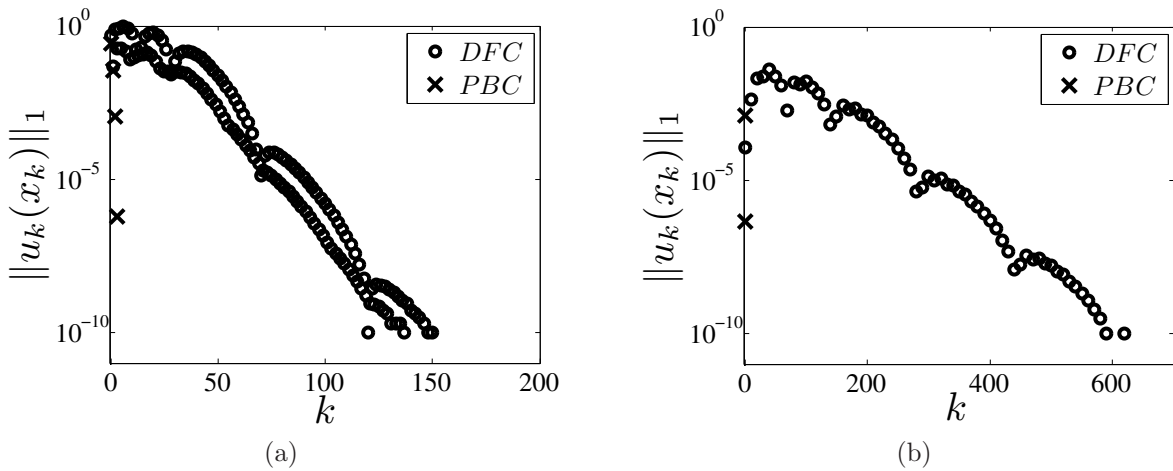 10^0
10^{-5}
10^{-10}
‖u_k(x_k)‖_1
0 50 100 150 200
k
DFC
PBC
(a)
10^0
10^{-5}
10^{-10}
‖u_k(x_k)‖_1
0 200 400 600
k
DFC
PBC
(b)